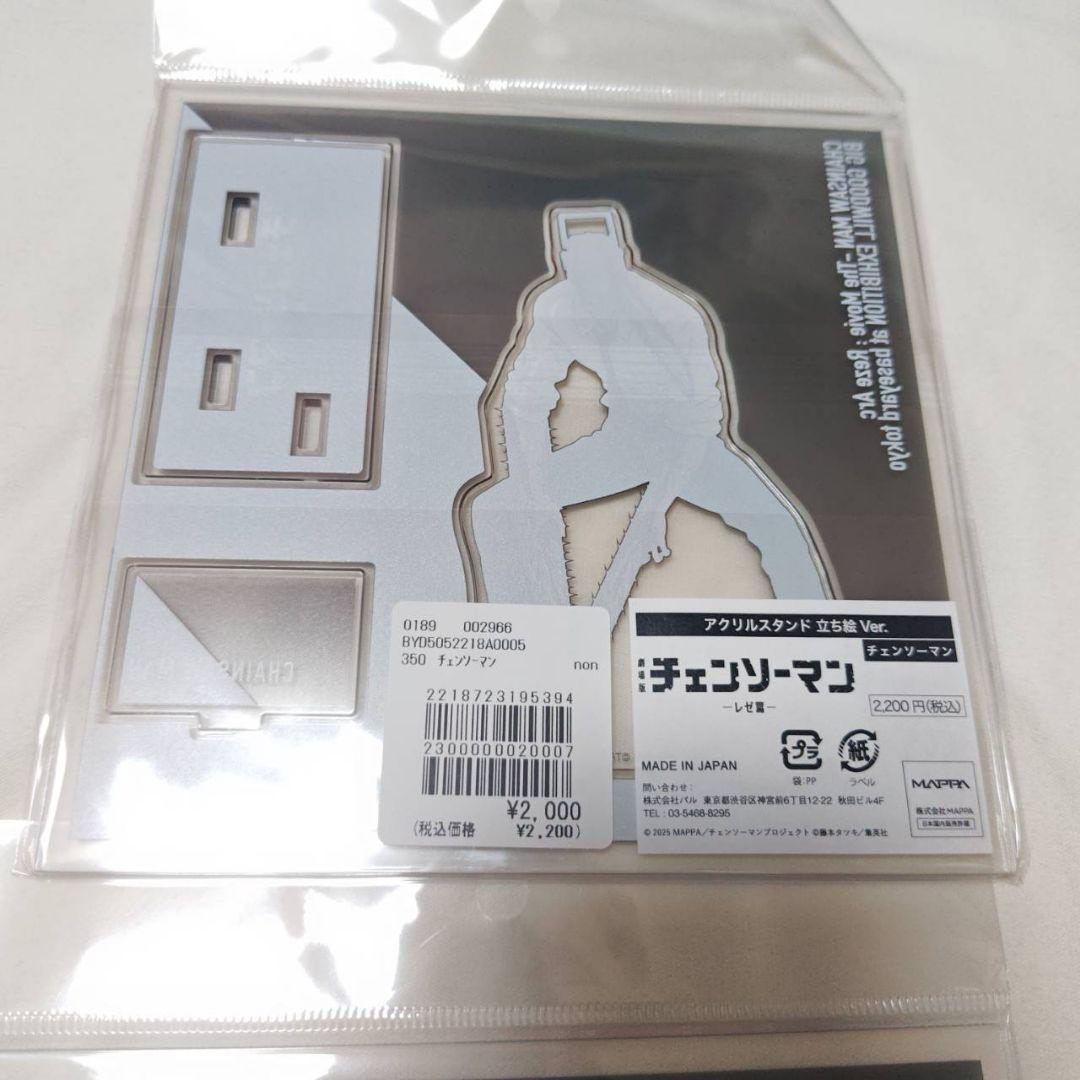 BIG GOODWILL EXHIBITION at baseyard tokyo
CHAINSAW MAN - The Movie : Reze Arc
0189 002966
BYD5052218A0005
350 チェンソーマン non
2218723195394
2300000020007
¥2,000
(税込価格 ¥2,200)
アクリルスタンド 立ち絵 Ver.
チェンソーマン
劇場版 チェンソーマン
―レゼ篇―
2,200円(税込)
プラ
袋:PP
紙
ラベル
MADE IN JAPAN
問い合わせ:
株式会社パル 東京都渋谷区神宮前6丁目12-22 秋田ビル4F
TEL : 03-5468-8295
© 2025 MAPPA/チェンソーマンプロジェクト ©藤本タツキ/集英社
MAPPA
株式会社MAPPA
日本国内販売許諾